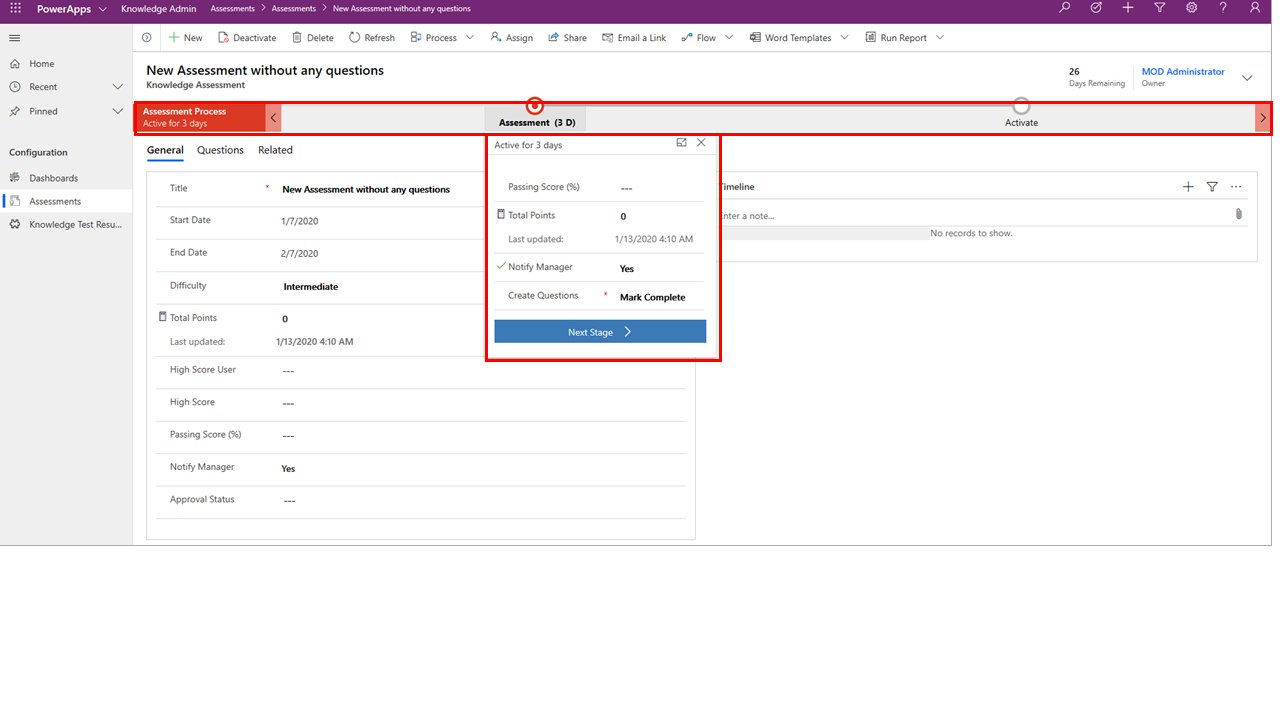 PowerApps Knowledge Admin Assessments > Assessments > New Assessment without any questions
New Deactivate Delete Refresh Process Assign Share Email a Link Flow Word Templates Run Report
Home
Recent
Pinned
Configuration
Dashboards
Assessments
Knowledge Test Resu...
New Assessment without any questions
Knowledge Assessment
26
Days Remaining
MOD Administrator
Owner
Assessment Process
Active for 3 days
Assessment (3 D)
Activate
General Questions Related
Title * New Assessment without any questions
Start Date 1/7/2020
End Date 2/7/2020
Difficulty Intermediate
Total Points 0
Last updated: 1/13/2020 4:10 AM
High Score User ---
High Score ---
Passing Score (%) ---
Notify Manager Yes
Approval Status ---
Active for 3 days
Passing Score (%) ---
Total Points 0
Last updated: 1/13/2020 4:10 AM
Notify Manager Yes
Create Questions * Mark Complete
Next Stage
Timeline
nter a note...
No records to show.